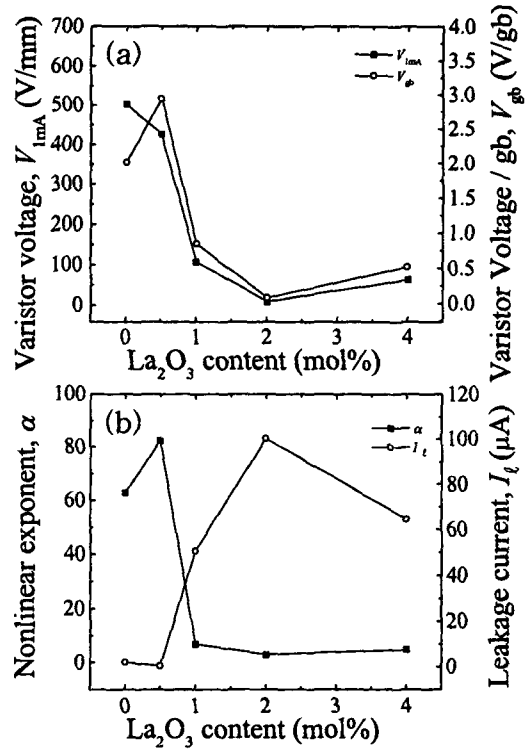 (a)
V1mA
Vgb
Varistor voltage, V1mA (V/mm)
700
600
500
400
350
300
200
150
100
50
0
4.0
3.5
3.0
2.5
2.0
1.5
1.0
0.5
0.0
Varistor Voltage / gb, Vgb (V/gb)
0 1 2 3 4
La2O3 content (mol%)
(b)
α
Iℓ
Nonlinear exponent, α
100
80
60
40
20
0
120
100
80
60
40
20
0
Leakage current, Iℓ (μA)
0 1 2 3 4
La2O3 content (mol%)